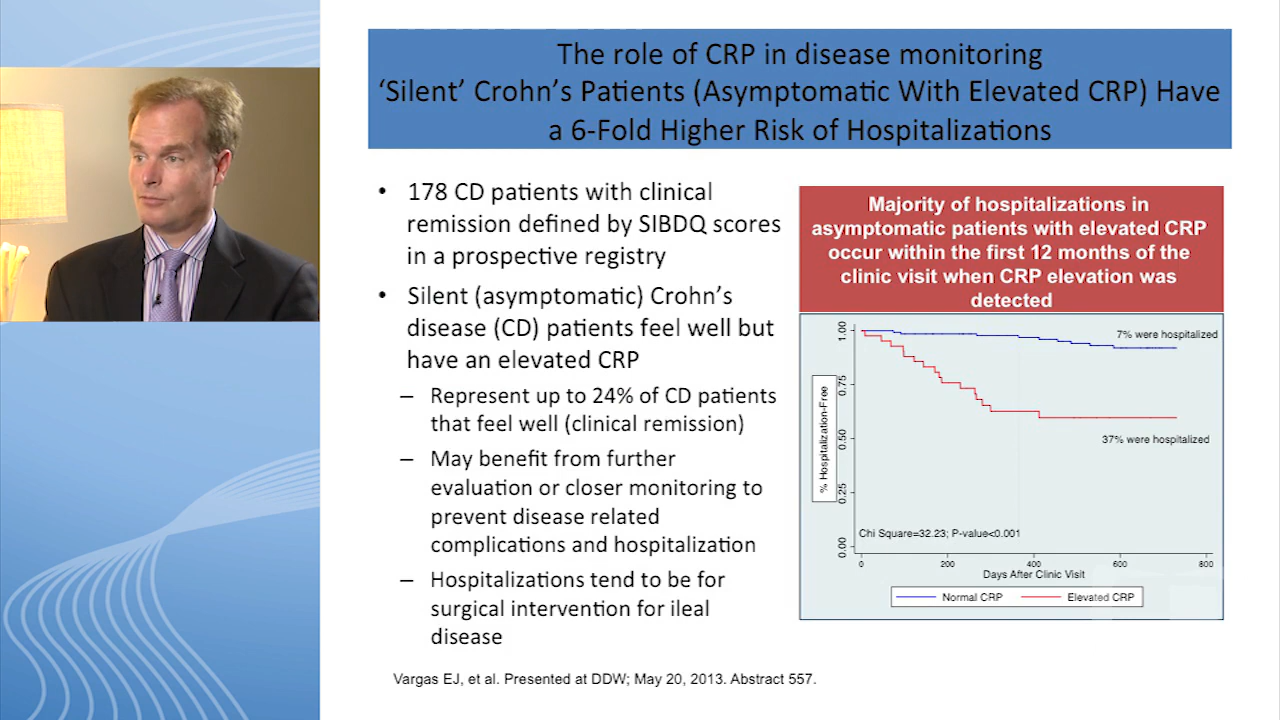 The role of CRP in disease monitoring
‘Silent’ Crohn’s Patients (Asymptomatic With Elevated CRP) Have
a 6-Fold Higher Risk of Hospitalizations
• 178 CD patients with clinical
remission defined by SIBDQ scores
in a prospective registry
• Silent (asymptomatic) Crohn’s
disease (CD) patients feel well but
have an elevated CRP
– Represent up to 24% of CD patients
that feel well (clinical remission)
– May benefit from further
evaluation or closer monitoring to
prevent disease related
complications and hospitalization
– Hospitalizations tend to be for
surgical intervention for ileal
disease
Majority of hospitalizations in
asymptomatic patients with elevated CRP
occur within the first 12 months of the
clinic visit when CRP elevation was
detected
7% were hospitalized
37% were hospitalized
% Hospitalization-Free
1.00
0.75
0.50
0.25
0.00
Chi Square=32.23; P-value<0.001
0 200 400 600 800
Days After Clinic Visit
Normal CRP Elevated CRP
Vargas EJ, et al. Presented at DDW; May 20, 2013. Abstract 557.